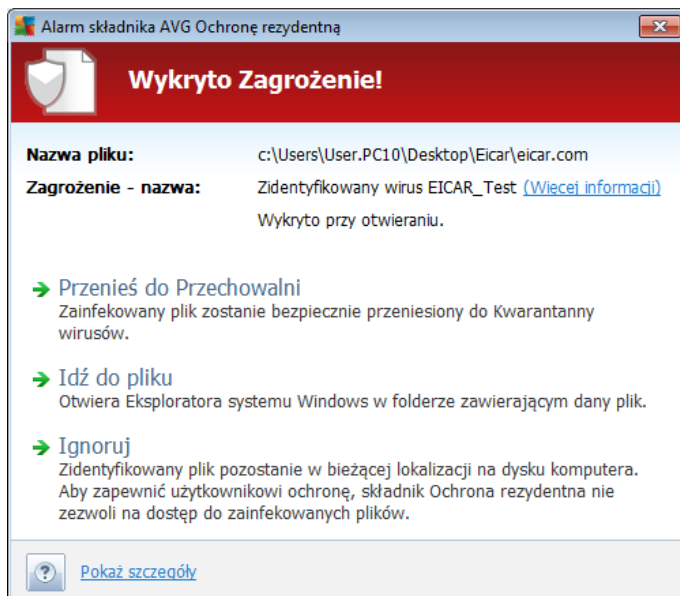 Alarm składnika AVG Ochronę rezydentną
Wykryto Zagrożenie!
Nazwa pliku: c:\Users\User.PC10\Desktop\Eicar\eicar.com
Zagrożenie - nazwa: Zidentyfikowany wirus EICAR_Test (Więcej informacji)
Wykryto przy otwieraniu.
Przenieś do Przechowalni
Zainfekowany plik zostanie bezpiecznie przeniesiony do Kwarantanny
wirusów.
Idź do pliku
Otwiera Eksploratora systemu Windows w folderze zawierającym dany plik.
Ignoruj
Zidentyfikowany plik pozostanie w bieżącej lokalizacji na dysku komputera.
Aby zapewnić użytkownikowi ochronę, składnik Ochrona rezydentna nie
zezwoli na dostęp do zainfekowanych plików.
? Pokaż szczegóły